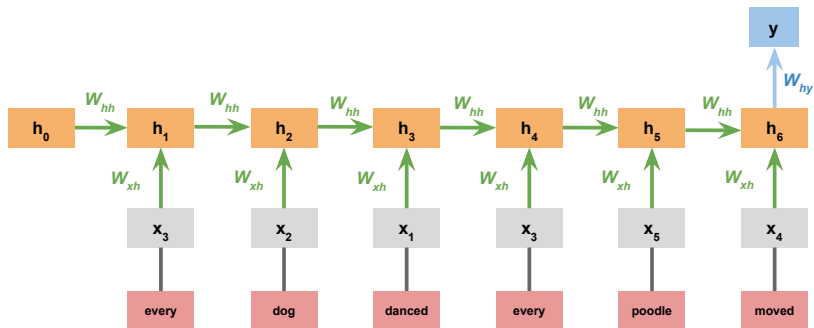 y
W_hy
W_hh W_hh W_hh W_hh W_hh W_hh
h_0 h_1 h_2 h_3 h_4 h_5 h_6
W_xh W_xh W_xh W_xh W_xh W_xh
x_3 x_2 x_1 x_3 x_5 x_4
every dog danced every poodle moved